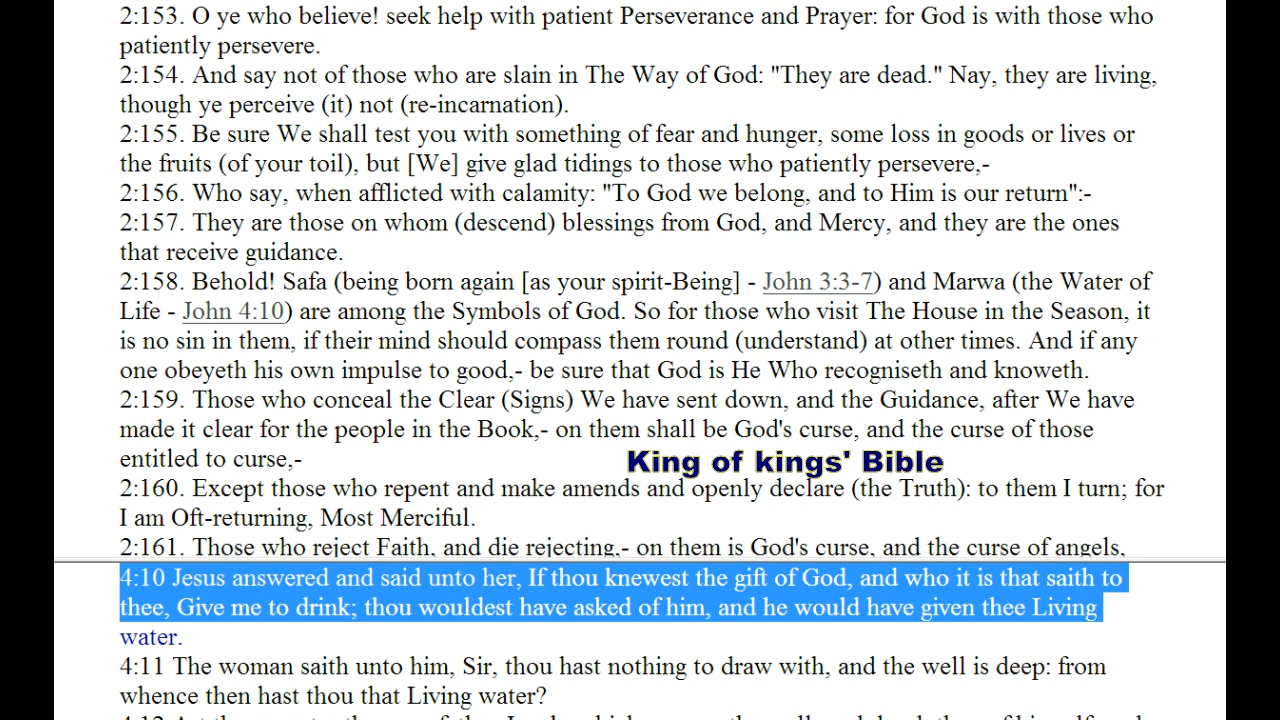 2:153. O ye who believe! seek help with patient Perseverance and Prayer: for God is with those who
patiently persevere.
2:154. And say not of those who are slain in The Way of God: "They are dead." Nay, they are living,
though ye perceive (it) not (re-incarnation).
2:155. Be sure We shall test you with something of fear and hunger, some loss in goods or lives or
the fruits (of your toil), but [We] give glad tidings to those who patiently persevere,-
2:156. Who say, when afflicted with calamity: "To God we belong, and to Him is our return":-
2:157. They are those on whom (descend) blessings from God, and Mercy, and they are the ones
that receive guidance.
2:158. Behold! Safa (being born again [as your spirit-Being] - John 3:3-7) and Marwa (the Water of
Life - John 4:10) are among the Symbols of God. So for those who visit The House in the Season, it
is no sin in them, if their mind should compass them round (understand) at other times. And if any
one obeyeth his own impulse to good,- be sure that God is He Who recogniseth and knoweth.
2:159. Those who conceal the Clear (Signs) We have sent down, and the Guidance, after We have
made it clear for the people in the Book,- on them shall be God's curse, and the curse of those
entitled to curse,-
King of kings' Bible
2:160. Except those who repent and make amends and openly declare (the Truth): to them I turn; for
I am Oft-returning, Most Merciful.
2:161. Those who reject Faith, and die rejecting,- on them is God's curse, and the curse of angels,
4:10 Jesus answered and said unto her, If thou knewest the gift of God, and who it is that saith to
thee, Give me to drink; thou wouldest have asked of him, and he would have given thee Living
water.
4:11 The woman saith unto him, Sir, thou hast nothing to draw with, and the well is deep: from
whence then hast thou that Living water?